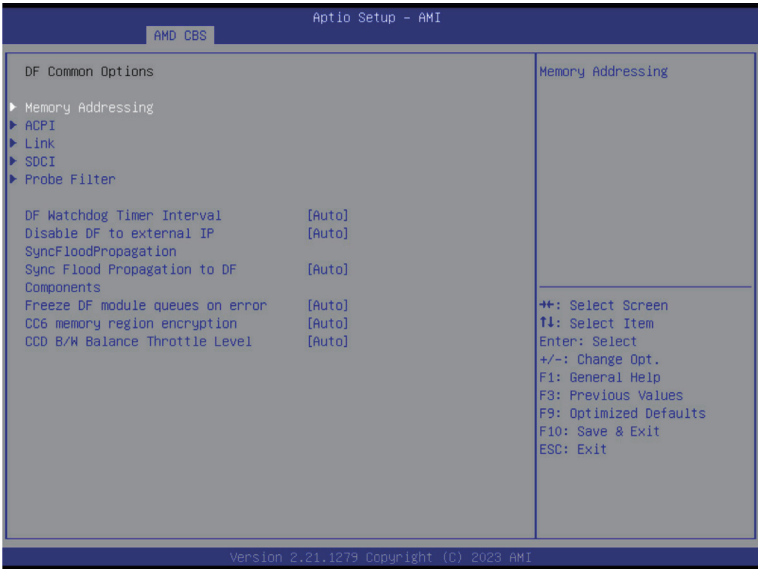 Aptio Setup – AMI
AMD CBS
DF Common Options
Memory Addressing
ACPI
Link
SDCI
Probe Filter
DF Watchdog Timer Interval [Auto]
Disable DF to external IP [Auto]
SyncFloodPropagation
Sync Flood Propagation to DF [Auto]
Components
Freeze DF module queues on error [Auto]
CC6 memory region encryption [Auto]
CCD B/W Balance Throttle Level [Auto]
Memory Addressing
→←: Select Screen
↑↓: Select Item
Enter: Select
+/-: Change Opt.
F1: General Help
F3: Previous Values
F9: Optimized Defaults
F10: Save & Exit
ESC: Exit
Version 2.21.1279 Copyright (C) 2023 AMI